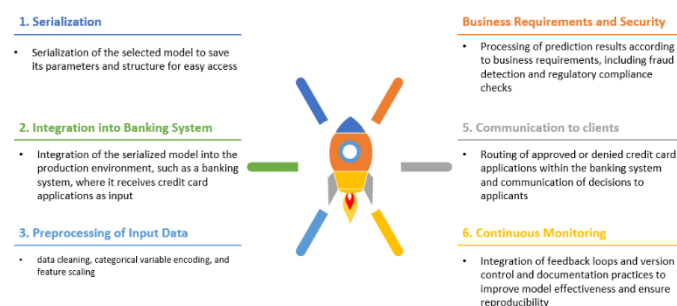 1. Serialization
• Serialization of the selected model to save
its parameters and structure for easy access
2. Integration into Banking System
• Integration of the serialized model into the
production environment, such as a banking
system, where it receives credit card
applications as input
3. Preprocessing of Input Data
• data cleaning, categorical variable encoding, and
feature scaling
Business Requirements and Security
• Processing of prediction results according
to business requirements, including fraud
detection and regulatory compliance
checks
5. Communication to clients
• Routing of approved or denied credit card
applications within the banking system
and communication of decisions to
applicants
6. Continuous Monitoring
• Integration of feedback loops and version
control and documentation practices to
improve model effectiveness and ensure
reproducibility